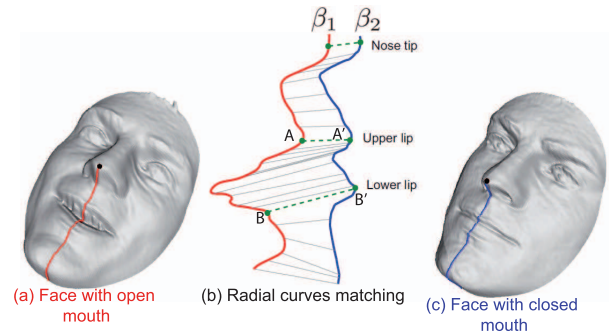 β₁ β₂
Nose tip
A A' Upper lip
Lower lip
B B'
(a) Face with open
mouth
(b) Radial curves matching
(c) Face with closed
mouth